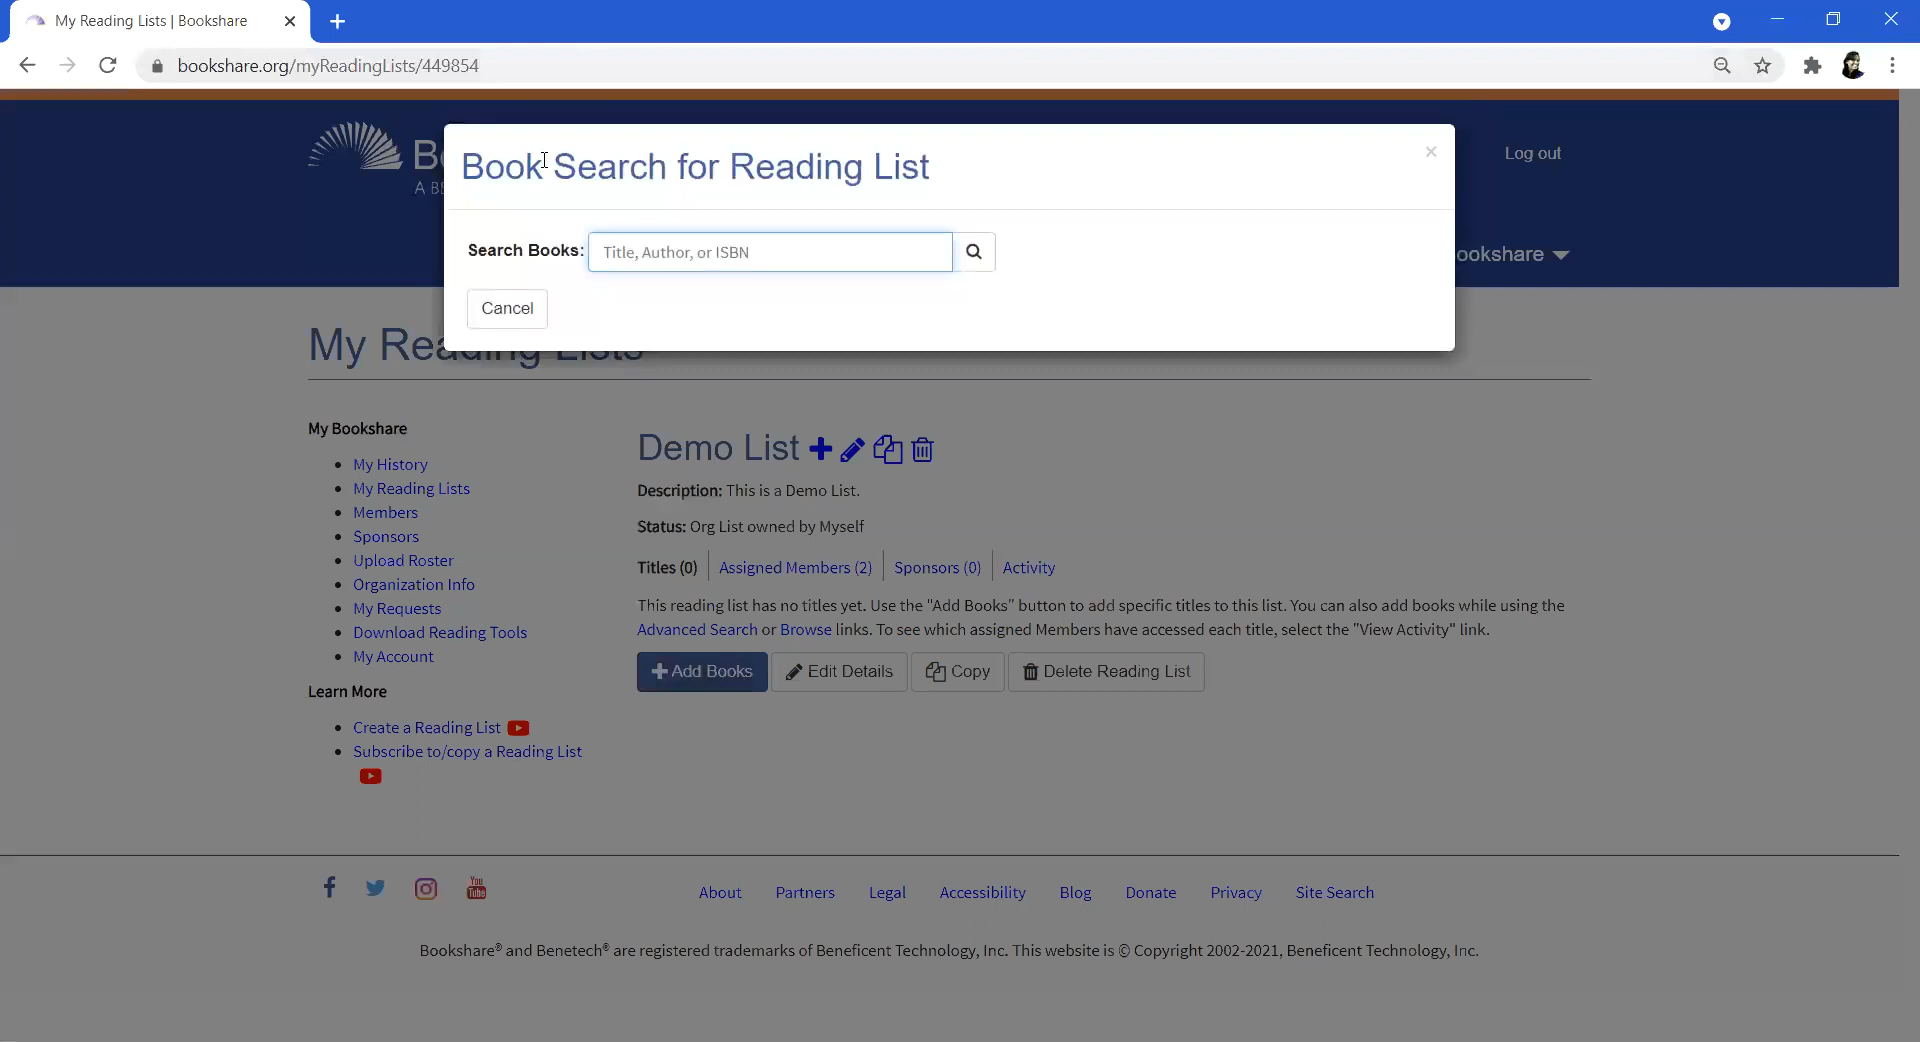 My Reading Lists | Bookshare
bookshare.org/myReadingLists/449854
Log out
Book Search for Reading List
Search Books:
Title, Author, or ISBN
Cancel
ookshare
My Reading Lists
My Bookshare
My History
My Reading Lists
Members
Sponsors
Upload Roster
Organization Info
My Requests
Download Reading Tools
My Account
Learn More
Create a Reading List
Subscribe to/copy a Reading List
Demo List
Description: This is a Demo List.
Status: Org List owned by Myself
Titles (0) Assigned Members (2) Sponsors (0) Activity
This reading list has no titles yet. Use the "Add Books" button to add specific titles to this list. You can also add books while using the
Advanced Search or Browse links. To see which assigned Members have accessed each title, select the "View Activity" link.
Add Books Edit Details Copy Delete Reading List
You Tube
About Partners Legal Accessibility Blog Donate Privacy Site Search
Bookshare® and Benetech® are registered trademarks of Beneficent Technology, Inc. This website is © Copyright 2002-2021, Beneficent Technology, Inc.